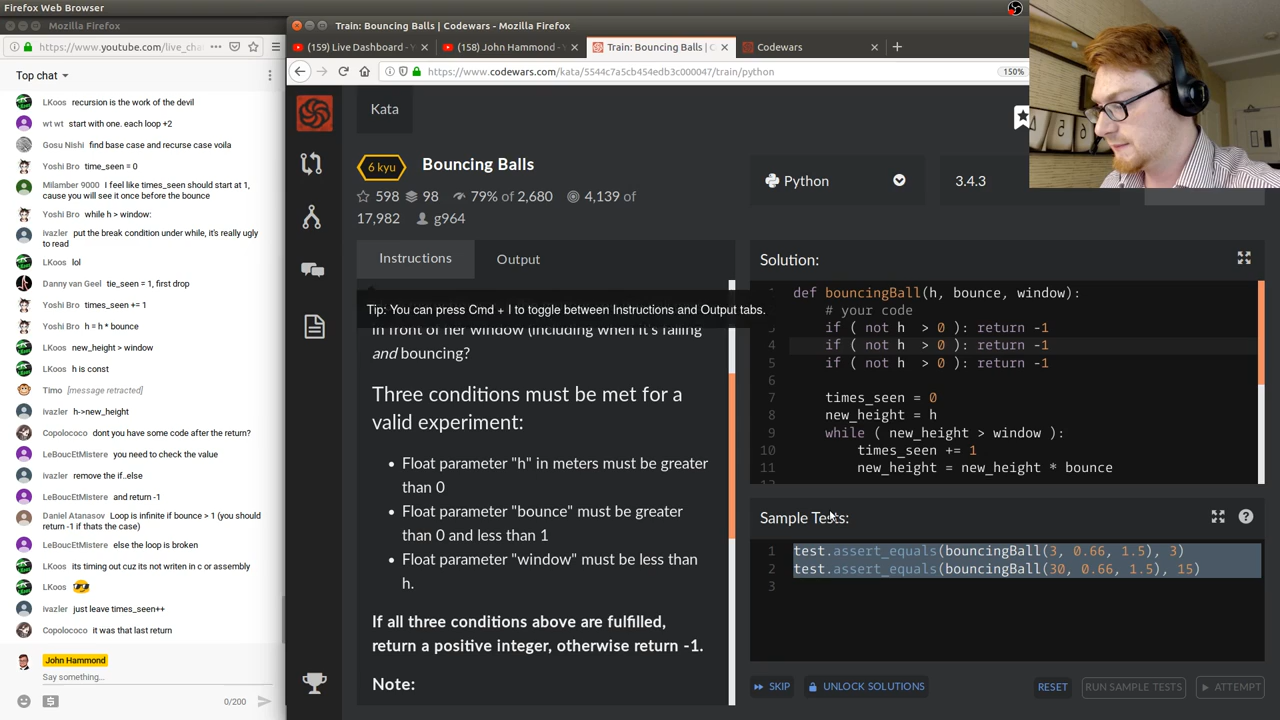 Firefox Web Browser
Mozilla Firefox
https://www.youtube.com/live_cha
Top chat
LKoos recursion is the work of the devil
wt wt start with one. each loop +2
Gosu Nishi find base case and recurse case voila
Yoshi Bro time_seen = 0
Milamber 9000 I feel like times_seen should start at 1,
cause you will see it once before the bounce
Yoshi Bro while h > window:
ivazler put the break condition under while, it's really ugly
to read
LKoos lol
Danny van Geel tie_seen = 1, first drop
Yoshi Bro times_seen += 1
Yoshi Bro h = h * bounce
LKoos new_height > window
LKoos h is const
Timo [message retracted]
ivazler h->new_height
Copolococo dont you have some code after the return?
LeBoucEtMistere you need to check the value
ivazler remove the if..else
LeBoucEtMistere and return -1
Daniel Atanasov Loop is infinite if bounce > 1 (you should
return -1 if thats the case)
LeBoucEtMistere else the loop is broken
LKoos its timing out cuz its not writen in c or assembly
LKoos 😎
ivazler just leave times_seen++
Copolococo it was that last return
John Hammond
Say something...
0/200
Train: Bouncing Balls | Codewars - Mozilla Firefox
(159) Live Dashboard - Y
(158) John Hammond - Y
Train: Bouncing Balls | C
Codewars
https://www.codewars.com/kata/5544c7a5cb454edb3c000047/train/python
150%
Kata
6 kyu
Bouncing Balls
598 98 79% of 2,680 4,139 of
17,982 g964
Python
3.4.3
Instructions
Output
Tip: You can press Cmd + I to toggle between Instructions and Output tabs.
in front of her window (including when it's falling
and bouncing?
Three conditions must be met for a
valid experiment:
• Float parameter "h" in meters must be greater
than 0
• Float parameter "bounce" must be greater
than 0 and less than 1
• Float parameter "window" must be less than
h.
If all three conditions above are fulfilled,
return a positive integer, otherwise return -1.
Note:
Solution:
def bouncingBall(h, bounce, window):
# your code
3 if ( not h > 0 ): return -1
4 if ( not h > 0 ): return -1
5 if ( not h > 0 ): return -1
6
7 times_seen = 0
8 new_height = h
9 while ( new_height > window ):
10 times_seen += 1
11 new_height = new_height * bounce
Sample Tests:
1 test.assert_equals(bouncingBall(3, 0.66, 1.5), 3)
2 test.assert_equals(bouncingBall(30, 0.66, 1.5), 15)
3
SKIP
UNLOCK SOLUTIONS
RESET
RUN SAMPLE TESTS
ATTEMPT